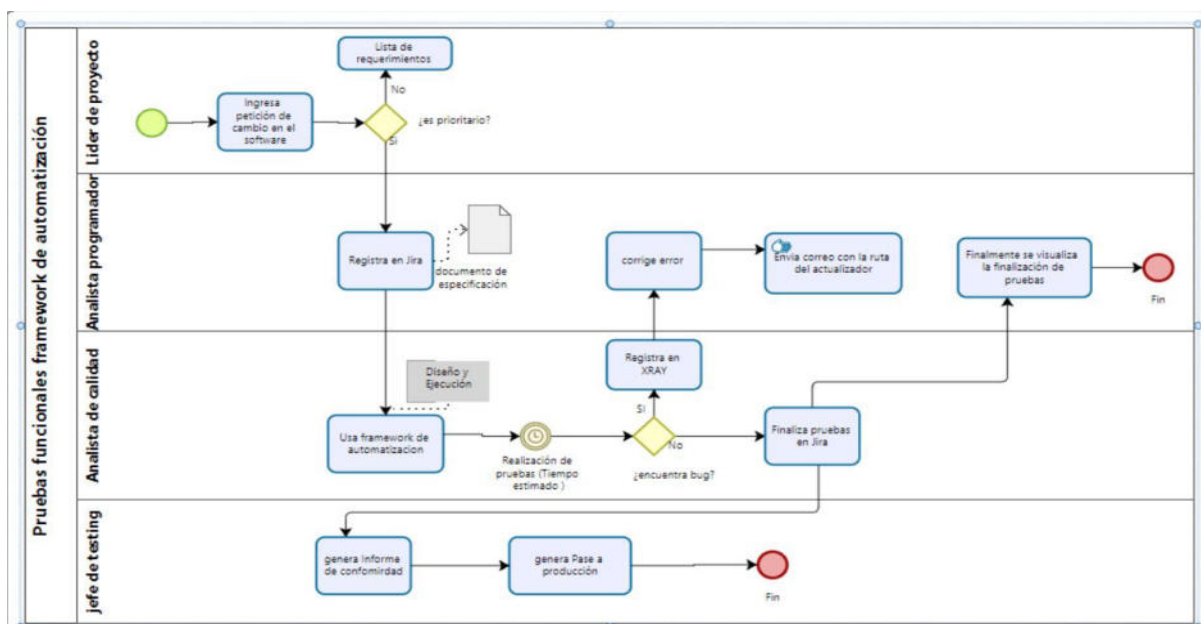 Pruebas funcionales framework de automatización
Lider de proyecto
Lista de
requerimientos
No
Ingresa
petición de
cambio en el
software
¿es prioritario?
Si
Analista programador
Registra en Jira
documento de
especificación
corrige error
Envia correo con la ruta
del actualizador
Finalmente se visualiza
la finalización de
pruebas
Fin
Analista de calidad
Diseño y
Ejecución
Usa framework de
automatizacion
Realización de
pruebas (Tiempo
estimado )
Registra en
XRAY
Si
No
¿encuentra bug?
Finaliza pruebas
en Jira
jefe de testing
genera Informe
de confomirdad
genera Pase a
producción
Fin